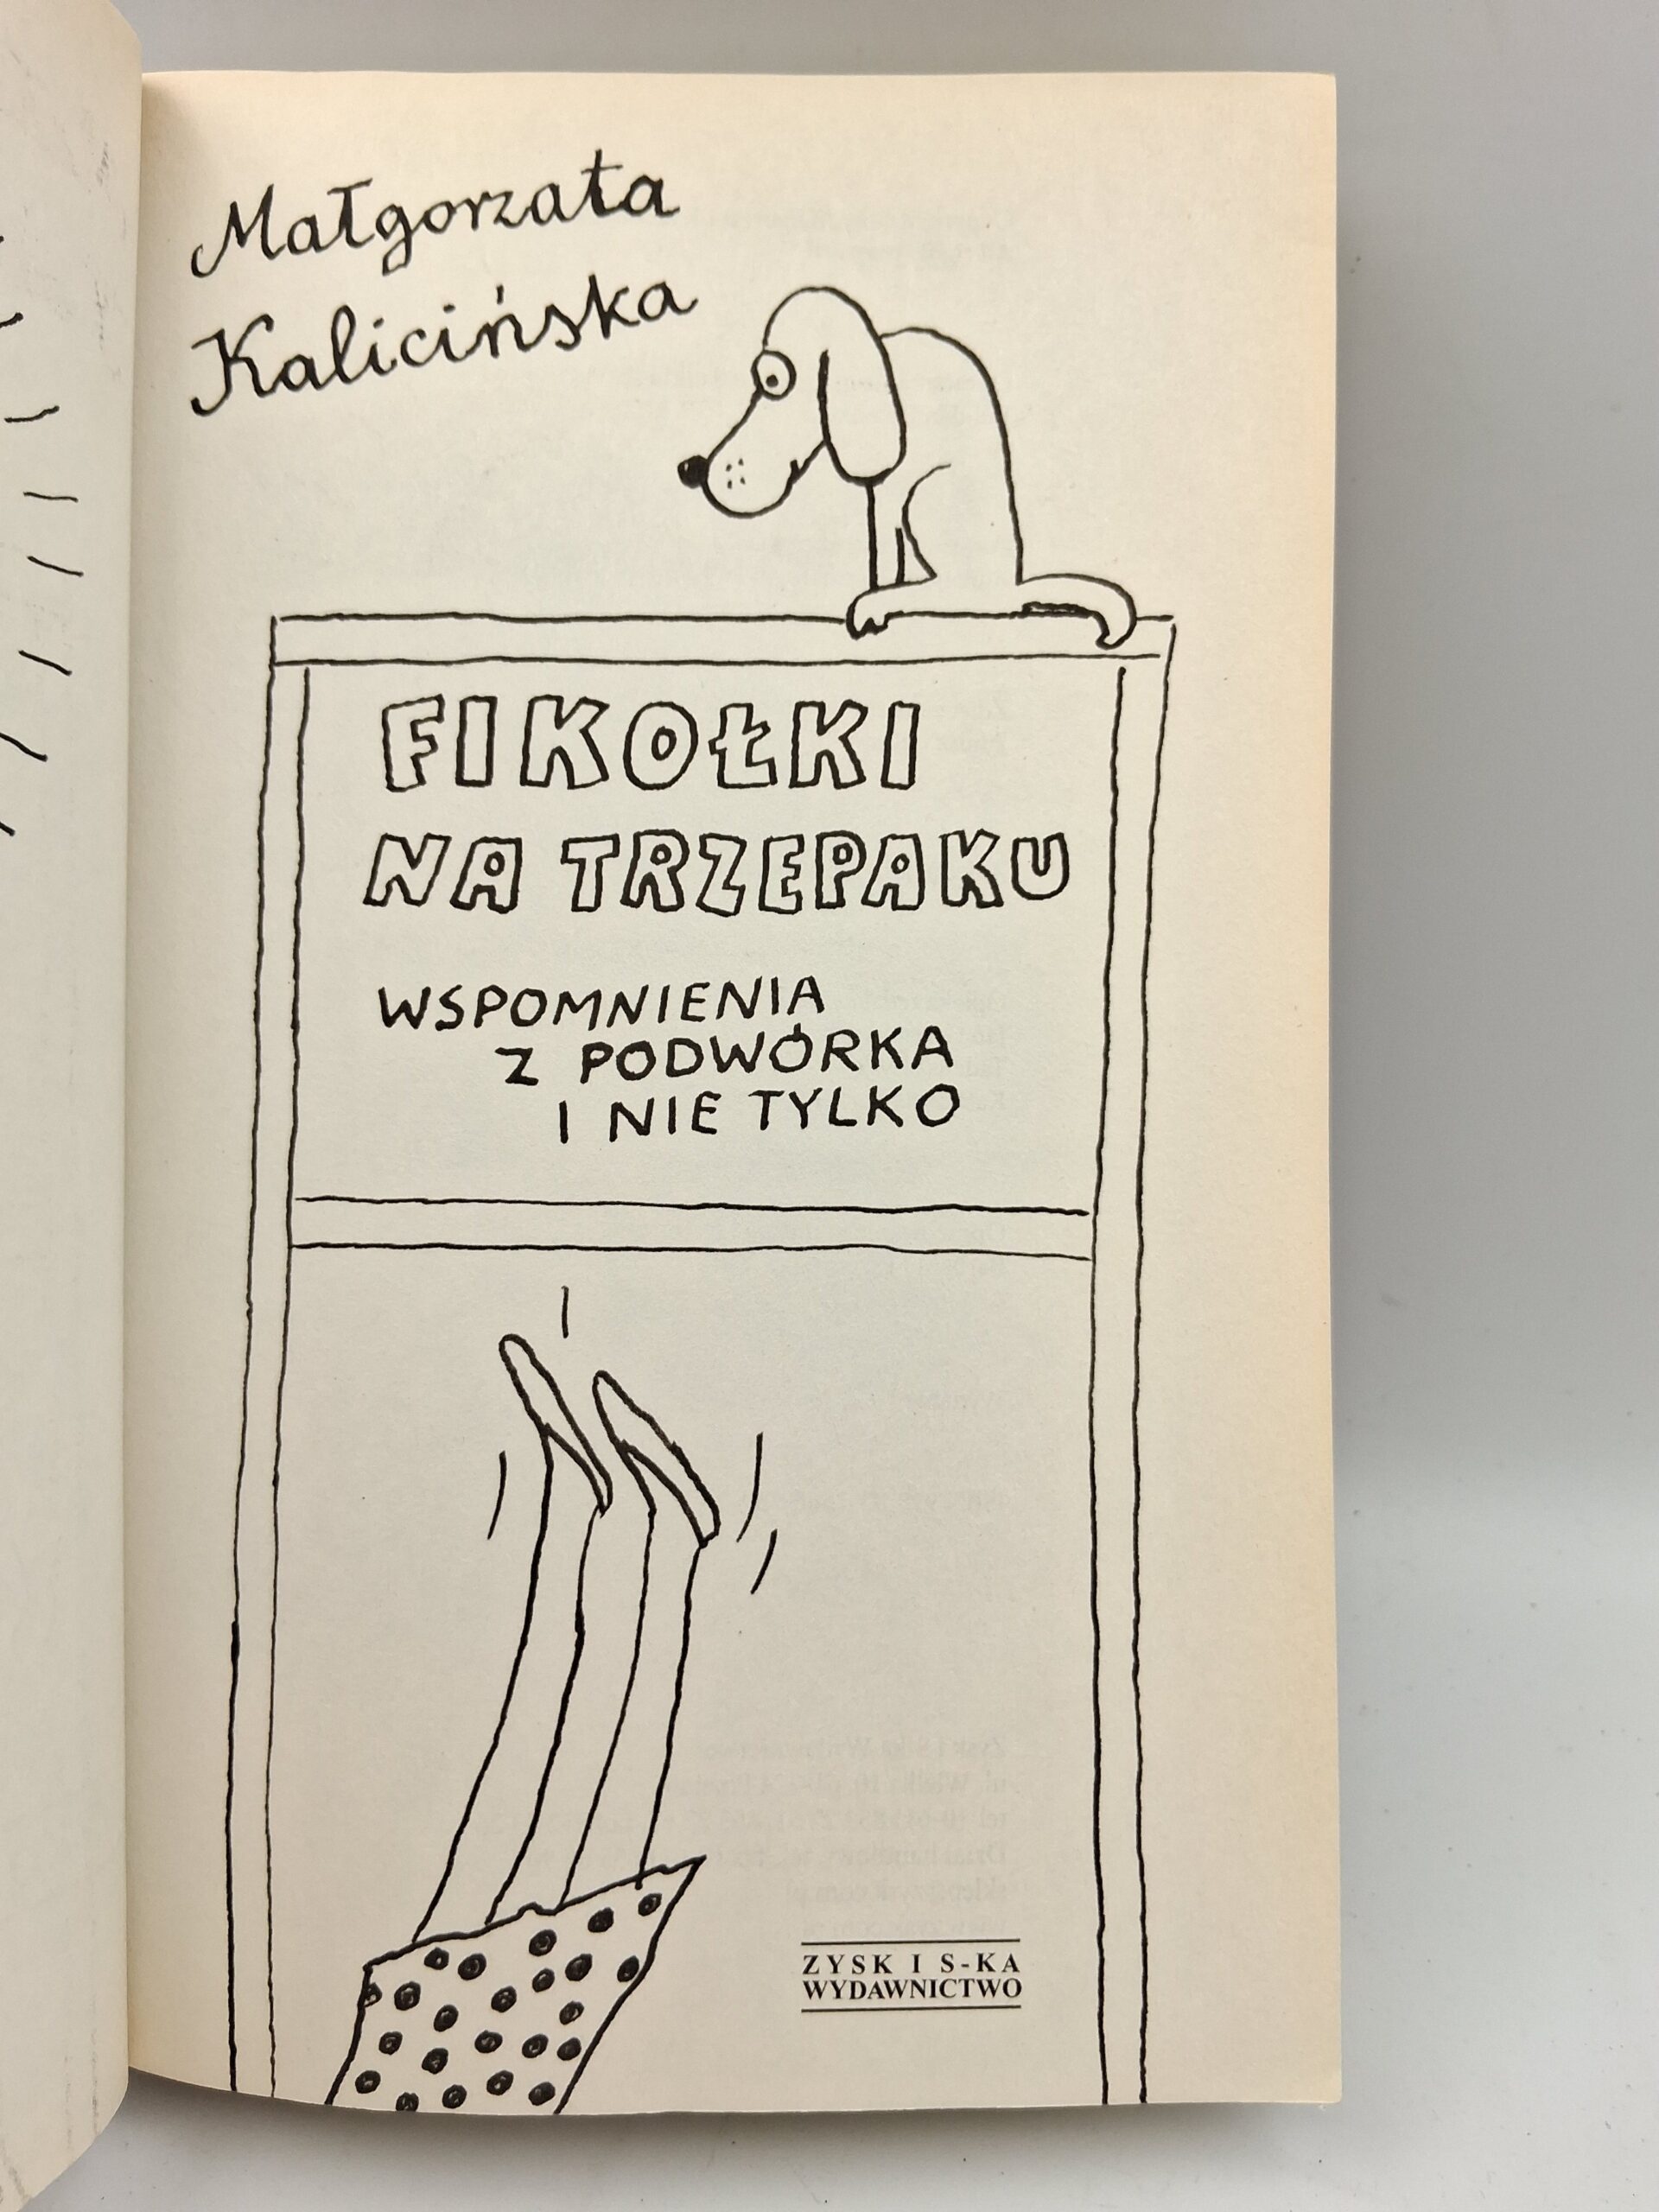 Małgorzata
Kalicińska
FIKOŁKI
NA TRZEPAKU
WSPOMNIENIA
Z PODWÓRKA
I NIE TYLKO
ZYSK I S-KA
WYDAWNICTWO